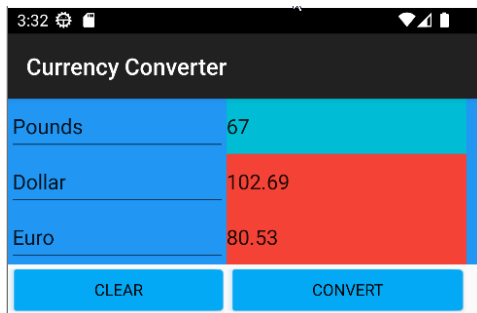 3:32
Currency Converter
Pounds 67
Dollar 102.69
Euro 80.53
CLEAR CONVERT